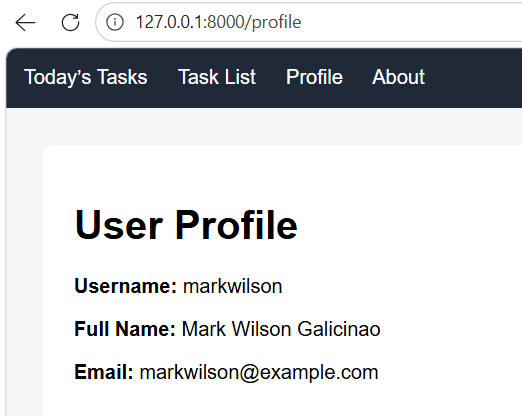 127.0.0.1:8000/profile
Today’s Tasks Task List Profile About
User Profile
Username: markwilson
Full Name: Mark Wilson Galicinao
Email: markwilson@example.com